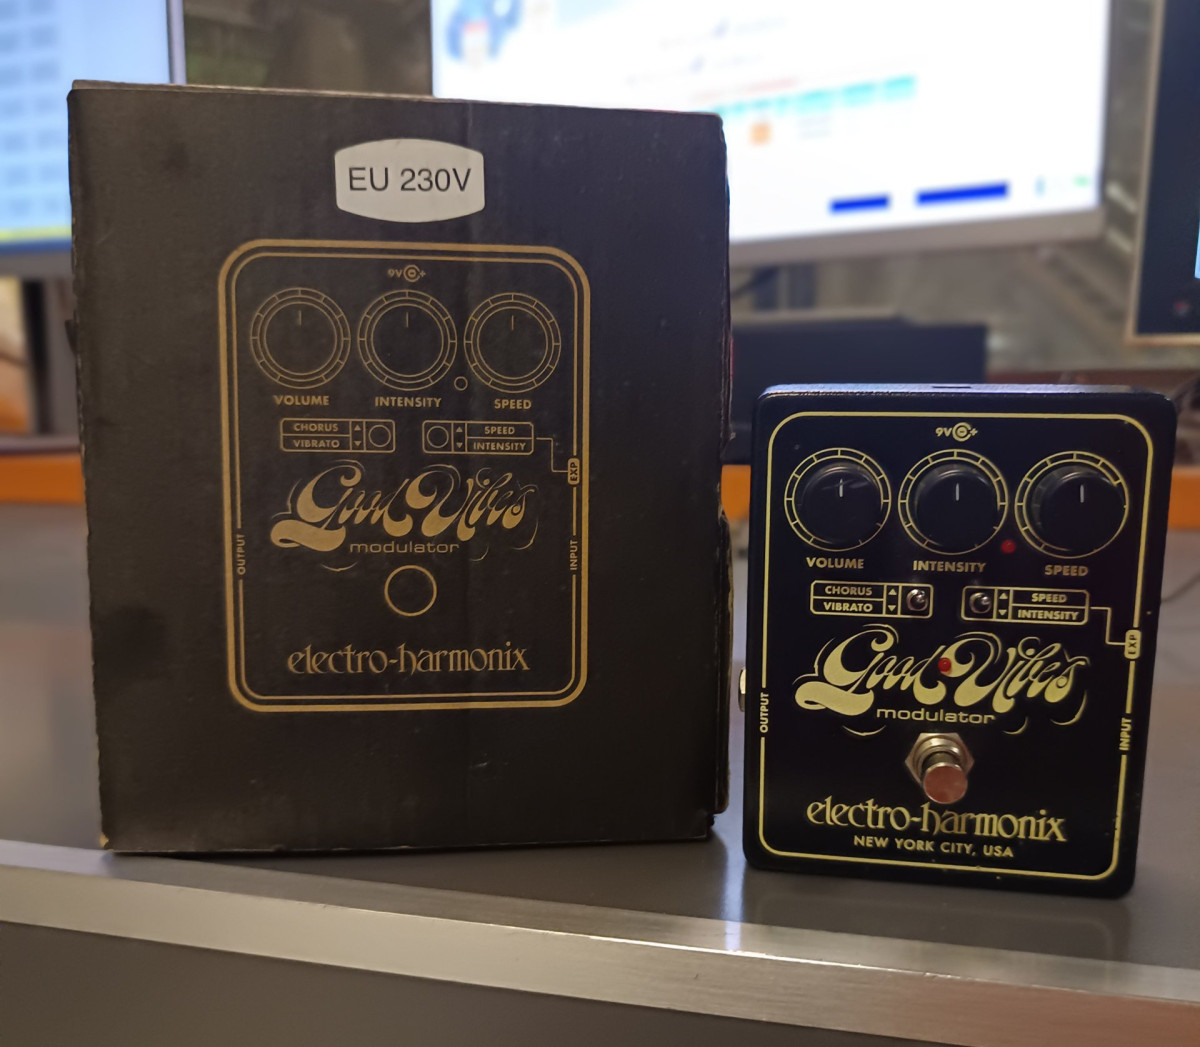 EU 230V
9V
VOLUME
INTENSITY
SPEED
CHORUS
VIBRATO
SPEED
INTENSITY
EXP
Good Vibes
modulator
OUTPUT
INPUT
electro-harmonix
9V
VOLUME
INTENSITY
SPEED
CHORUS
VIBRATO
SPEED
INTENSITY
EXP
Good Vibes
modulator
OUTPUT
INPUT
electro-harmonix
NEW YORK CITY, USA